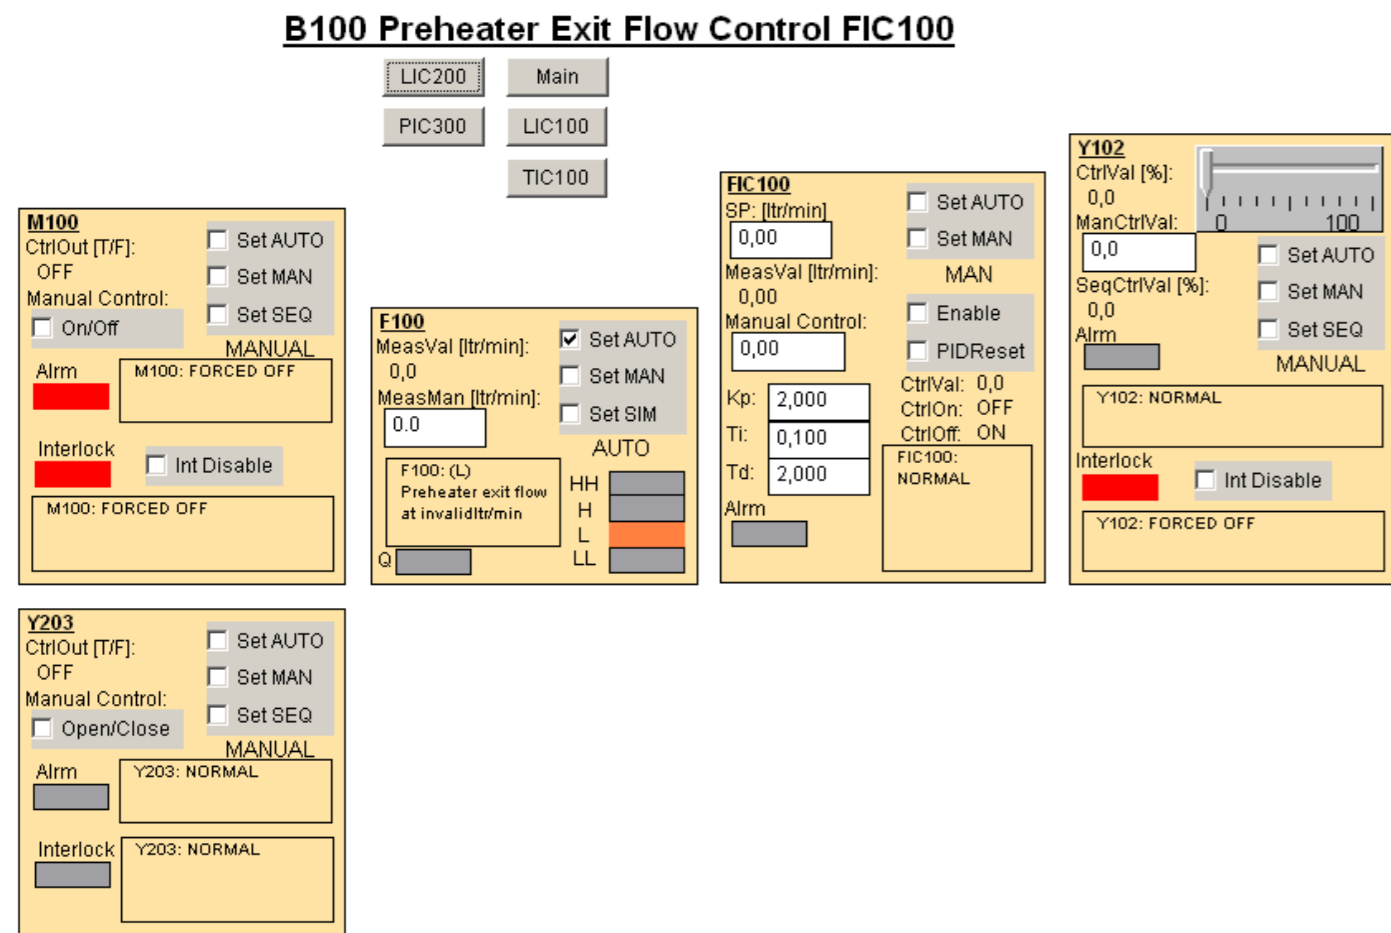 B100 Preheater Exit Flow Control FIC100
LIC200
Main
PIC300
LIC100
TIC100
M100
CtrlOut [T/F]:
OFF
Manual Control:
On/Off
Set AUTO
Set MAN
Set SEQ
MANUAL
Alrm
M100: FORCED OFF
Interlock
Int Disable
M100: FORCED OFF
F100
MeasVal [ltr/min]:
0,0
MeasMan [ltr/min]:
0.0
Set AUTO
Set MAN
Set SIM
AUTO
F100: (L)
Preheater exit flow
at invalidltr/min
HH
H
L
LL
Q
FIC100
SP: [ltr/min]
0,00
MeasVal [ltr/min]:
0,00
Manual Control:
0,00
Set AUTO
Set MAN
MAN
Enable
PIDReset
Kp: 2,000
Ti: 0,100
Td: 2,000
CtrlVal: 0,0
CtrlOn: OFF
CtrlOff: ON
FIC100:
NORMAL
Alrm
Y102
CtrlVal [%]:
0,0
0 100
ManCtrlVal:
0,0
SeqCtrlVal [%]:
0,0
Set AUTO
Set MAN
Set SEQ
MANUAL
Alrm
Y102: NORMAL
Interlock
Int Disable
Y102: FORCED OFF
Y203
CtrlOut [T/F]:
OFF
Manual Control:
Open/Close
Set AUTO
Set MAN
Set SEQ
MANUAL
Alrm
Y203: NORMAL
Interlock
Y203: NORMAL